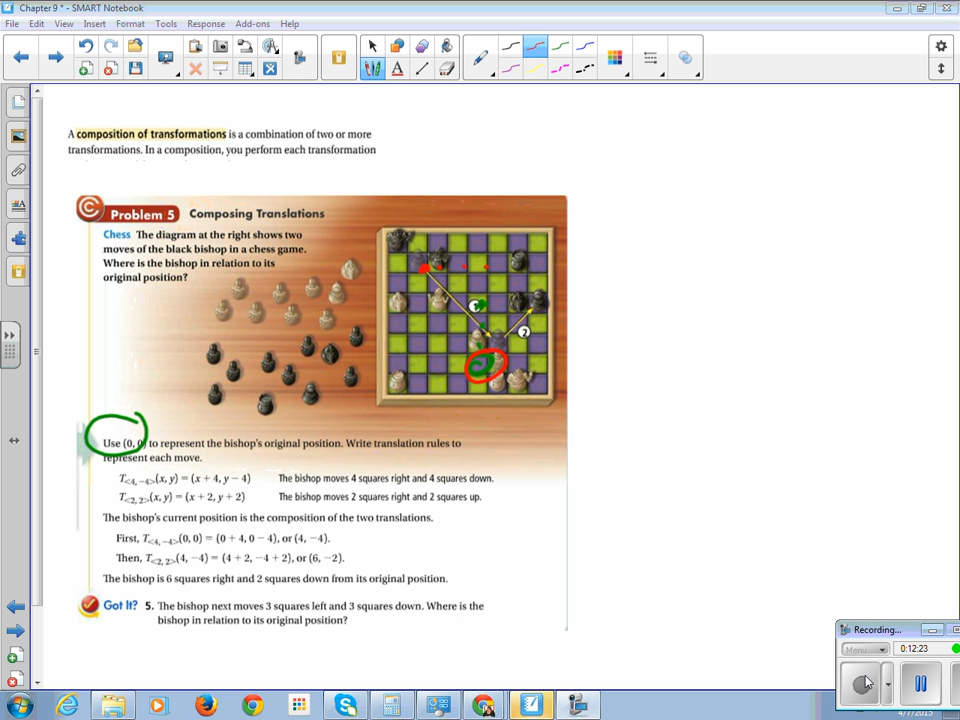 Chapter 9 * - SMART Notebook
File Edit View Insert Format Tools Response Add-ons Help
A composition of transformations is a combination of two or more
transformations. In a composition, you perform each transformation
Problem 5 Composing Translations
Chess The diagram at the right shows two
moves of the black bishop in a chess game.
Where is the bishop in relation to its
original position?
2
Use (0, 0) to represent the bishop's original position. Write translation rules to
represent each move.
T<4, −4>(x, y) = (x + 4, y − 4) The bishop moves 4 squares right and 4 squares down.
T<2, 2>(x, y) = (x + 2, y + 2) The bishop moves 2 squares right and 2 squares up.
The bishop's current position is the composition of the two translations.
First, T<4, −4>(0, 0) = (0 + 4, 0 − 4), or (4, −4).
Then, T<2, 2>(4, −4) = (4 + 2, −4 + 2), or (6, −2).
The bishop is 6 squares right and 2 squares down from its original position.
Got It? 5. The bishop next moves 3 squares left and 3 squares down. Where is the
bishop in relation to its original position?
Recording...
Menu 0:12:23
4/7/2015